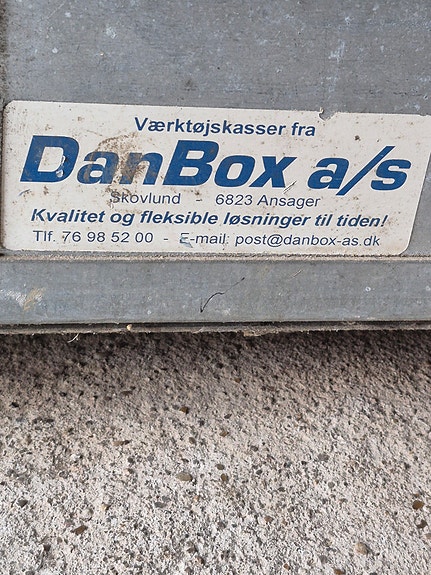 Værktøjskasser fra
DanBox a/s
Skovlund - 6823 Ansager
Kvalitet og fleksible løsninger til tiden!
Tlf. 76 98 52 00 - E-mail: post@danbox-as.dk